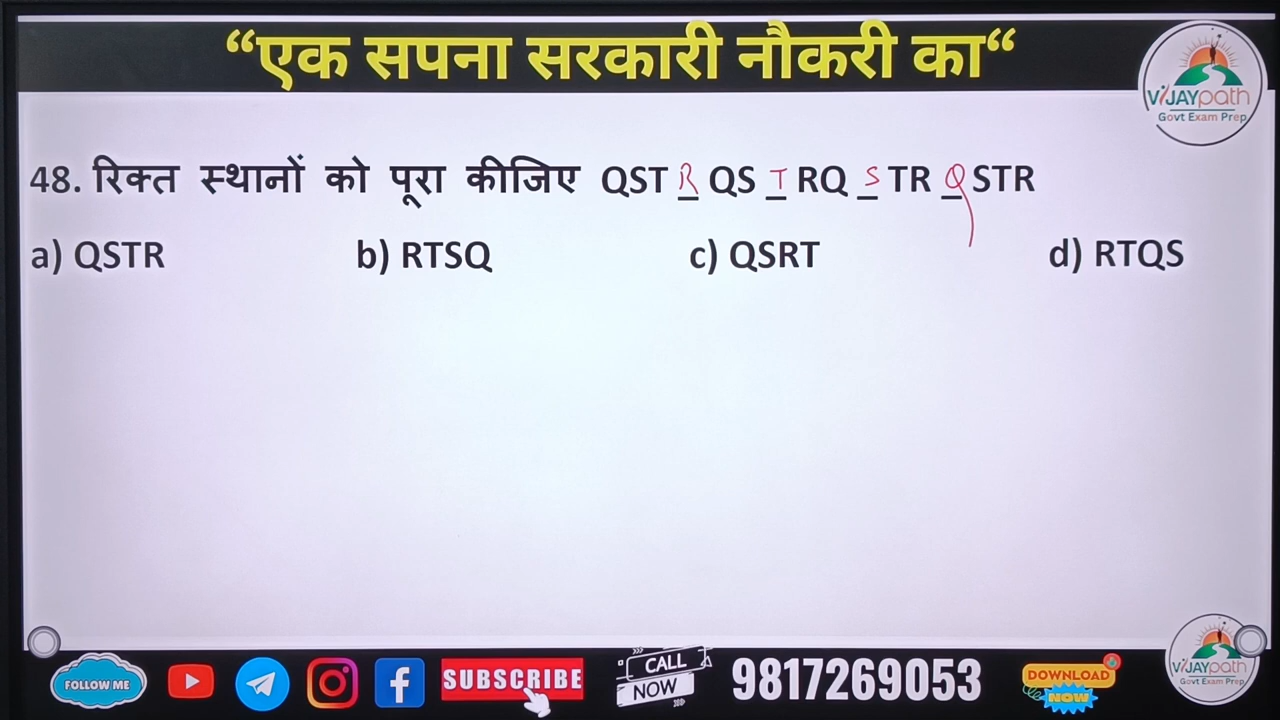 “एक सपना सरकारी नौकरी का“
VIJAYpath
Govt Exam Prep
48. रिक्त स्थानों को पूरा कीजिए QST R QS T RQ S TR Q STR
a) QSTR b) RTSQ c) QSRT d) RTQS
FOLLOW ME
SUBSCRIBE
CALL
NOW
9817269053
DOWNLOAD
NOW
VIJAYpath
Govt Exam Prep